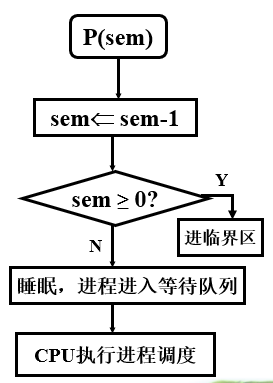 P(sem)
sem⇐ sem-1
sem ≥ 0?
Y
进临界区
N
睡眠，进程进入等待队列
CPU执行进程调度